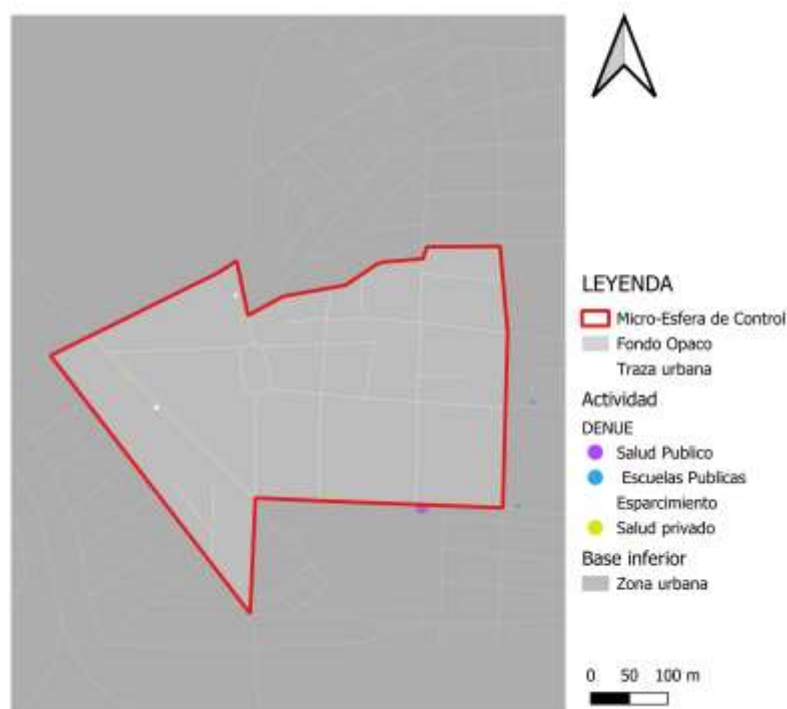 LEYENDA
Micro-Esfera de Control
Fondo Opaco
Traza urbana
Actividad
DENUE
Salud Publico
Escuelas Publicas
Esparcimiento
Salud privado
Base inferior
Zona urbana
0 50 100 m